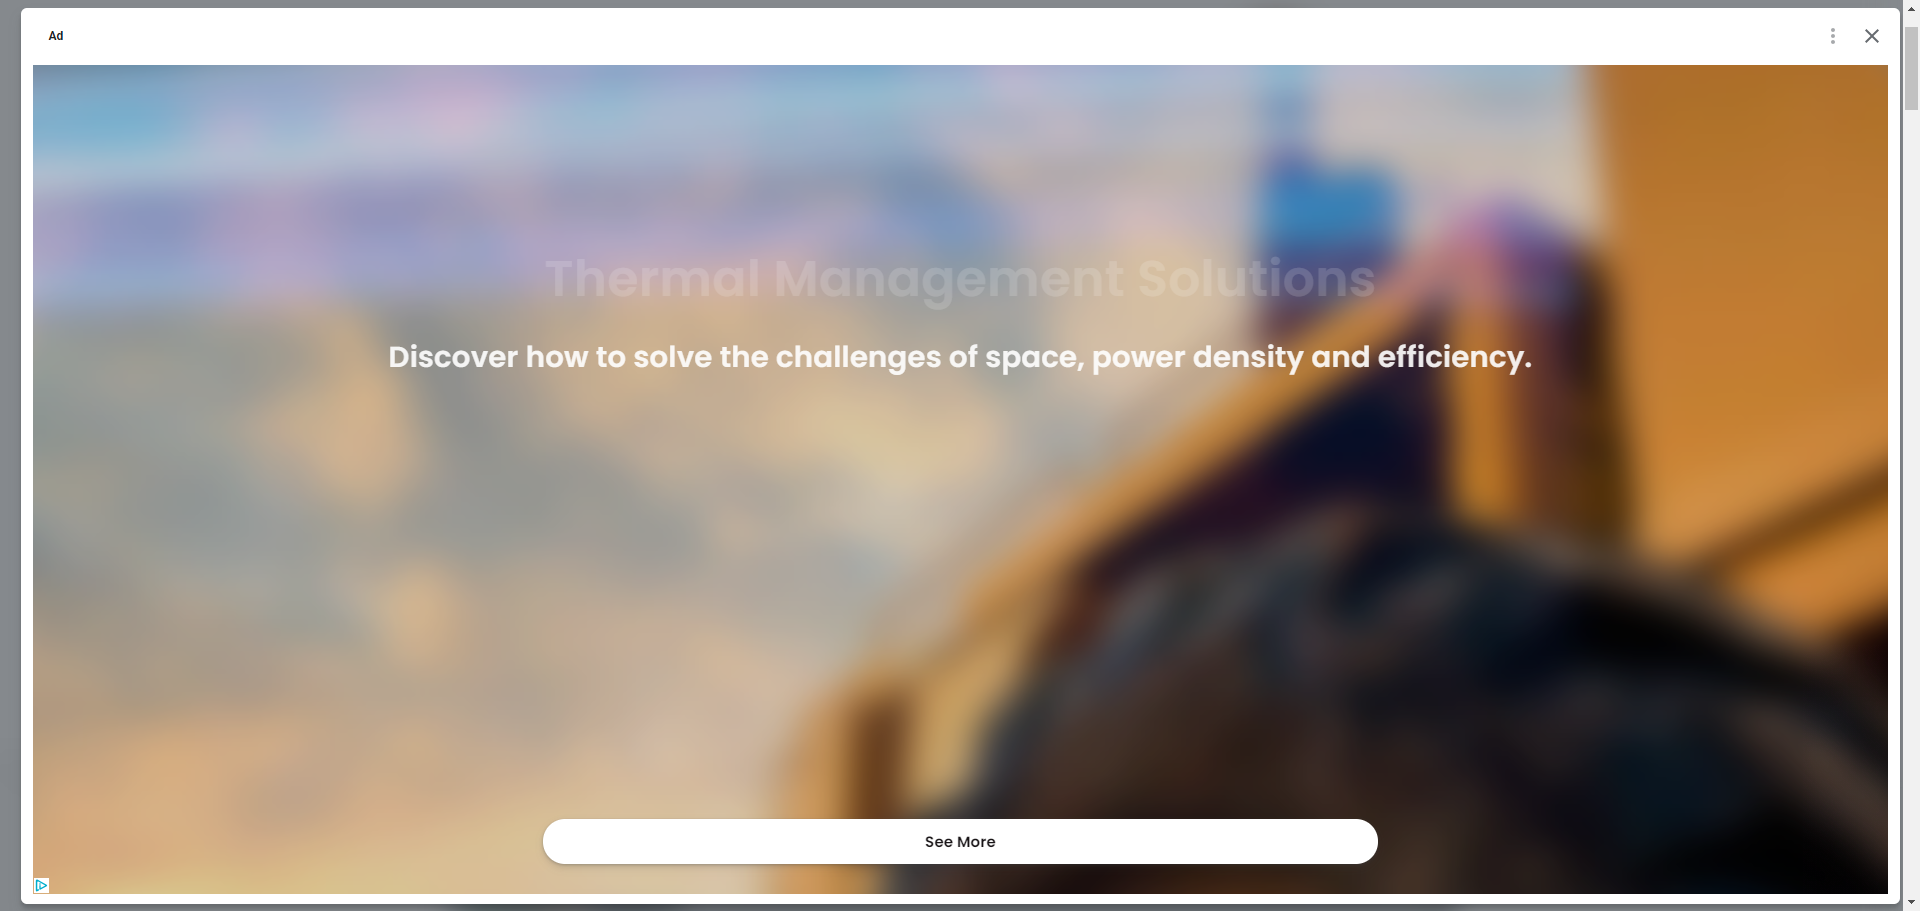 Ad
Thermal Management Solutions
Discover how to solve the challenges of space, power density and efficiency.
See More